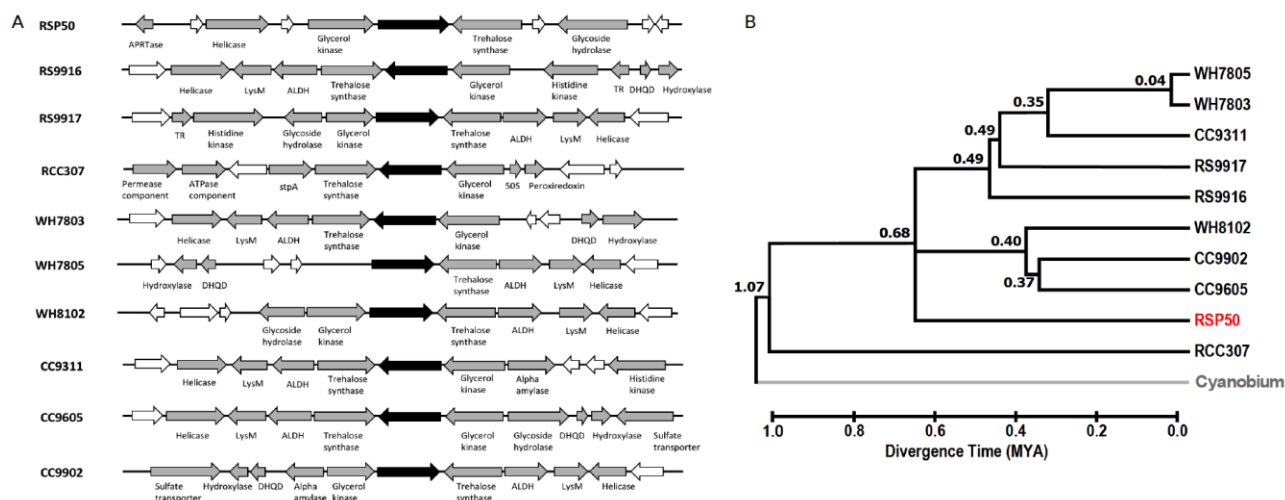 A
RSP50
APRTase
Helicase
Glycerol
kinase
Trehalose
synthase
Glycoside
hydrolase
RS9916
Helicase
LysM
ALDH
Trehalose
synthase
Glycerol
kinase
Histidine
kinase
TR
DHQD
Hydroxylase
RS9917
TR
Histidine
kinase
Glycoside
hydrolase
Glycerol
kinase
Trehalose
synthase
ALDH
LysM
Helicase
RCC307
Permease
component
ATPase
component
stpA
Trehalose
synthase
Glycerol
kinase
50S
Peroxiredoxin
WH7803
Helicase
LysM
ALDH
Trehalose
synthase
Glycerol
kinase
DHQD
Hydroxylase
WH7805
Hydroxylase
DHQD
Trehalose
synthase
ALDH
LysM
Helicase
WH8102
Glycoside
hydrolase
Glycerol
kinase
Trehalose
synthase
ALDH
LysM
Helicase
CC9311
Helicase
LysM
ALDH
Trehalose
synthase
Glycerol
kinase
Alpha
amylase
Histidine
kinase
CC9605
Helicase
LysM
ALDH
Trehalose
synthase
Glycerol
kinase
Glycoside
hydrolase
DHQD
Hydroxylase
Sulfate
transporter
CC9902
Sulfate
transporter
Hydroxylase
DHQD
Alpha
amylase
Glycerol
kinase
Trehalose
synthase
ALDH
LysM
Helicase
B
WH7805
0.04
WH7803
0.35
CC9311
0.49
RS9917
0.49
RS9916
0.68
WH8102
0.40
CC9902
0.37
CC9605
1.07
RSP50
RCC307
Cyanobium
1.0 0.8 0.6 0.4 0.2 0.0
Divergence Time (MYA)